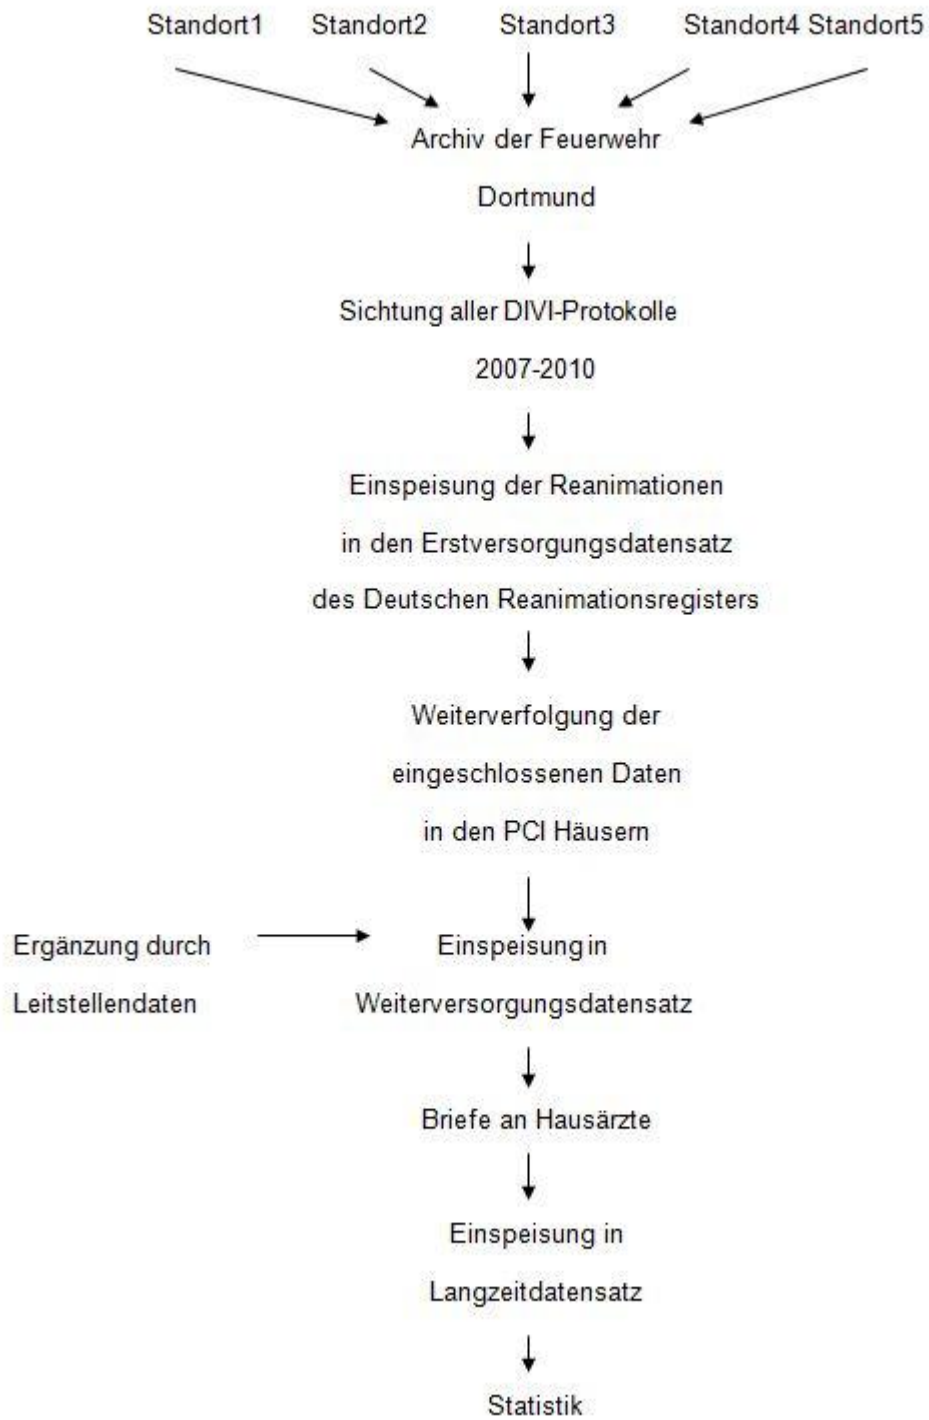 Standort1 Standort2 Standort3 Standort4 Standort5
Archiv der Feuerwehr
Dortmund
Sichtung aller DIVI-Protokolle
2007-2010
Einspeisung der Reanimationen
in den Erstversorgungsdatensatz
des Deutschen Reanimationsregisters
Weiterverfolgung der
eingeschlossenen Daten
in den PCI Häusern
Ergänzung durch
Leitstellendaten
Einspeisung in
Weiterversorgungsdatensatz
Briefe an Hausärzte
Einspeisung in
Langzeitdatensatz
Statistik